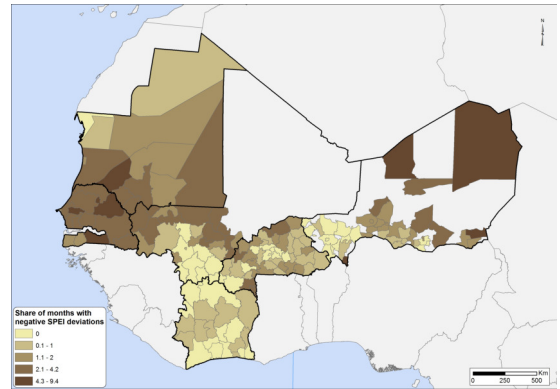 Share of months with
negative SPEI deviations
0
0.1 - 1
1.1 - 2
2.1 - 4.2
4.3 - 9.4
Km
0 250 500